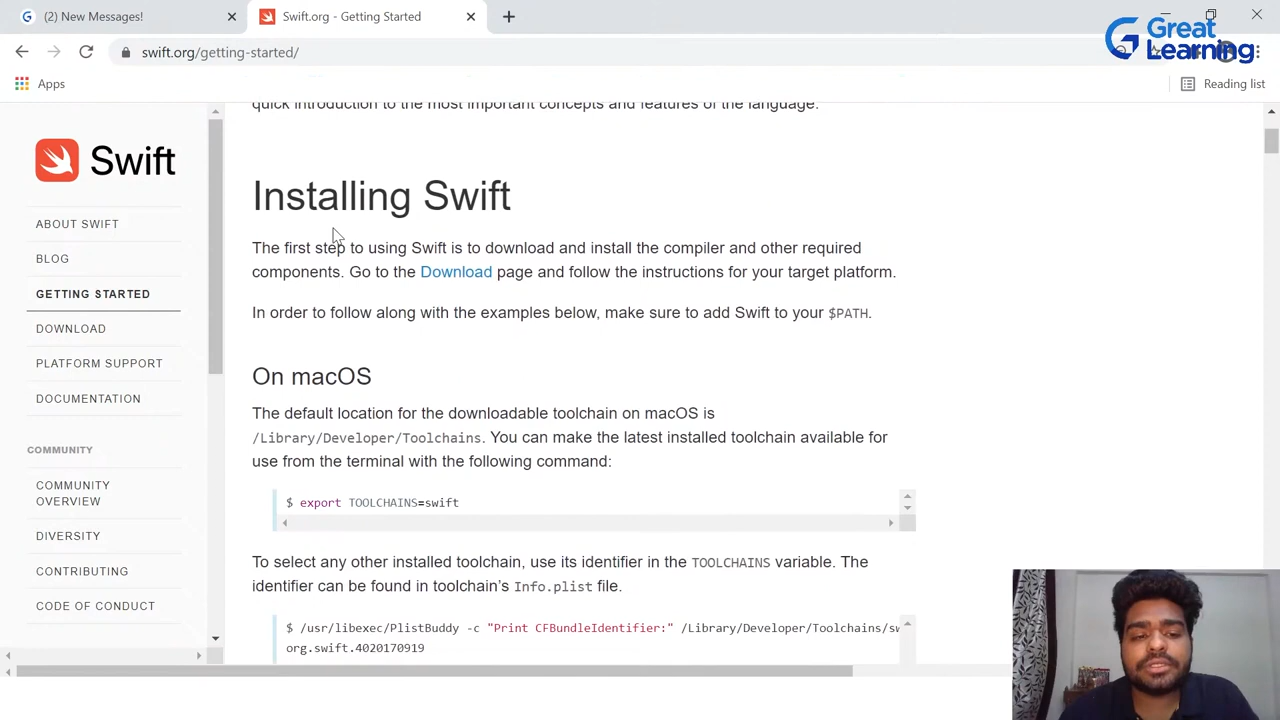 (2) New Messages!
Swift.org - Getting Started
swift.org/getting-started/
Great
Learning
Apps
Reading list
quick introduction to the most important concepts and features of the language.
Swift
ABOUT SWIFT
BLOG
GETTING STARTED
DOWNLOAD
PLATFORM SUPPORT
DOCUMENTATION
COMMUNITY
COMMUNITY
OVERVIEW
DIVERSITY
CONTRIBUTING
CODE OF CONDUCT
Installing Swift
The first step to using Swift is to download and install the compiler and other required
components. Go to the Download page and follow the instructions for your target platform.
In order to follow along with the examples below, make sure to add Swift to your $PATH.
On macOS
The default location for the downloadable toolchain on macOS is
/Library/Developer/Toolchains. You can make the latest installed toolchain available for
use from the terminal with the following command:
$ export TOOLCHAINS=swift
To select any other installed toolchain, use its identifier in the TOOLCHAINS variable. The
identifier can be found in toolchain’s Info.plist file.
$ /usr/libexec/PlistBuddy -c "Print CFBundleIdentifier:" /Library/Developer/Toolchains/sw
org.swift.4020170919